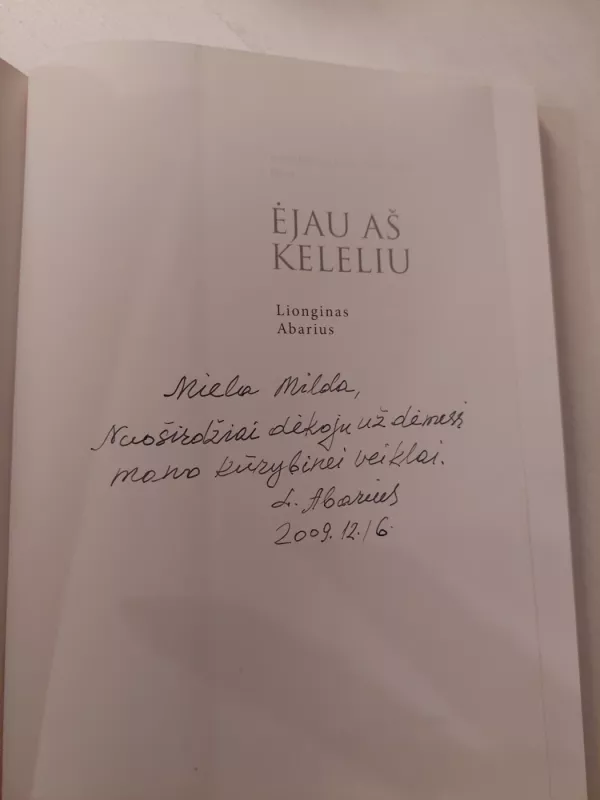 ĖJAU AŠ
KELELIU
Lionginas
Abarius
Miela Milda,
Nuoširdžiai dėkoju už dėmesį
mano kūrybinei veiklai.
L. Abarius
2009.12.16.